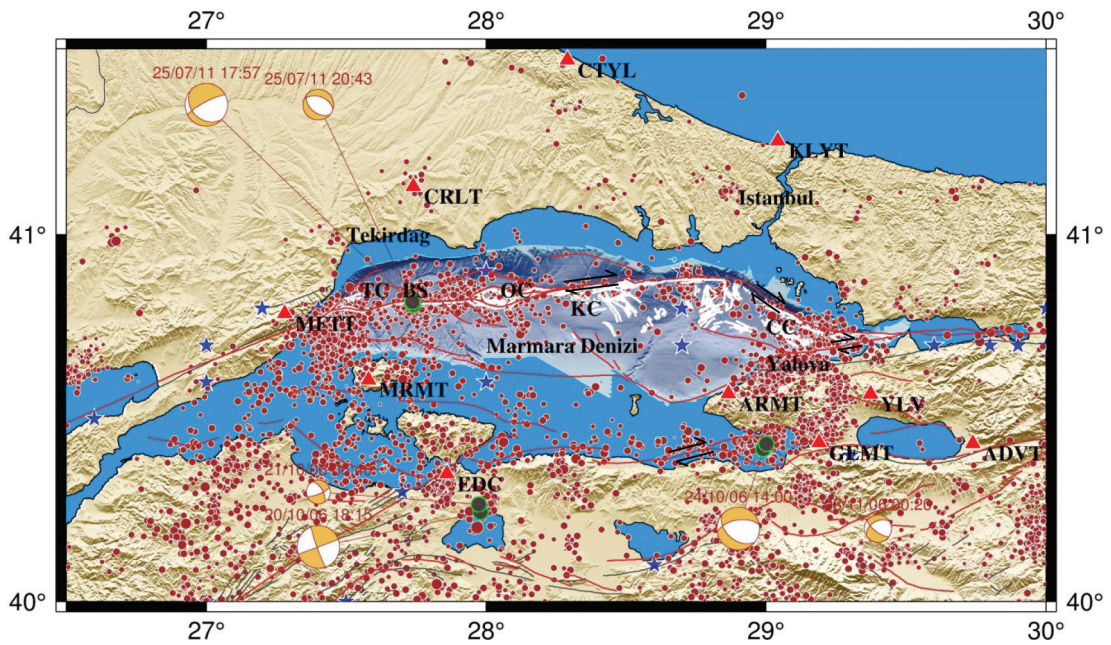 27° 28° 29° 30°
25/07/11 17:57
25/07/11 20:43
CTYL
KLYT
CRLT
Istanbul
41° 41°
Tekirdag
TC BS OC
KC
MFTT
CC
Marmara Denizi
Yalova
MRMT
ARMT
YLV
GEMT
ADVT
EDC
24/10/06 14:00
20/10/06 18:15
40° 40°
27° 28° 29° 30°